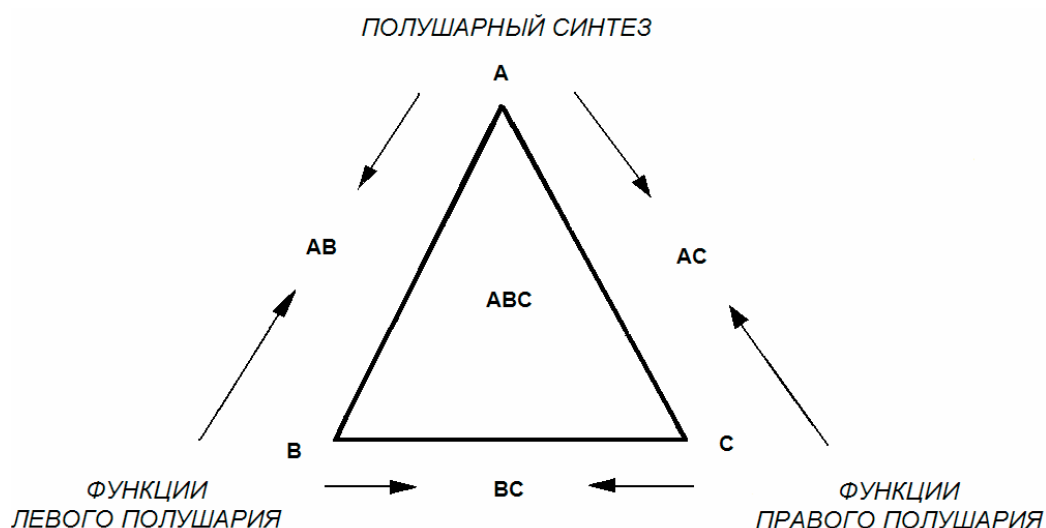 ПОЛУШАРНЫЙ СИНТЕЗ
A
AB
AC
ABC
B
C
BC
ФУНКЦИИ
ЛЕВОГО ПОЛУШАРИЯ
ФУНКЦИИ
ПРАВОГО ПОЛУШАРИЯ